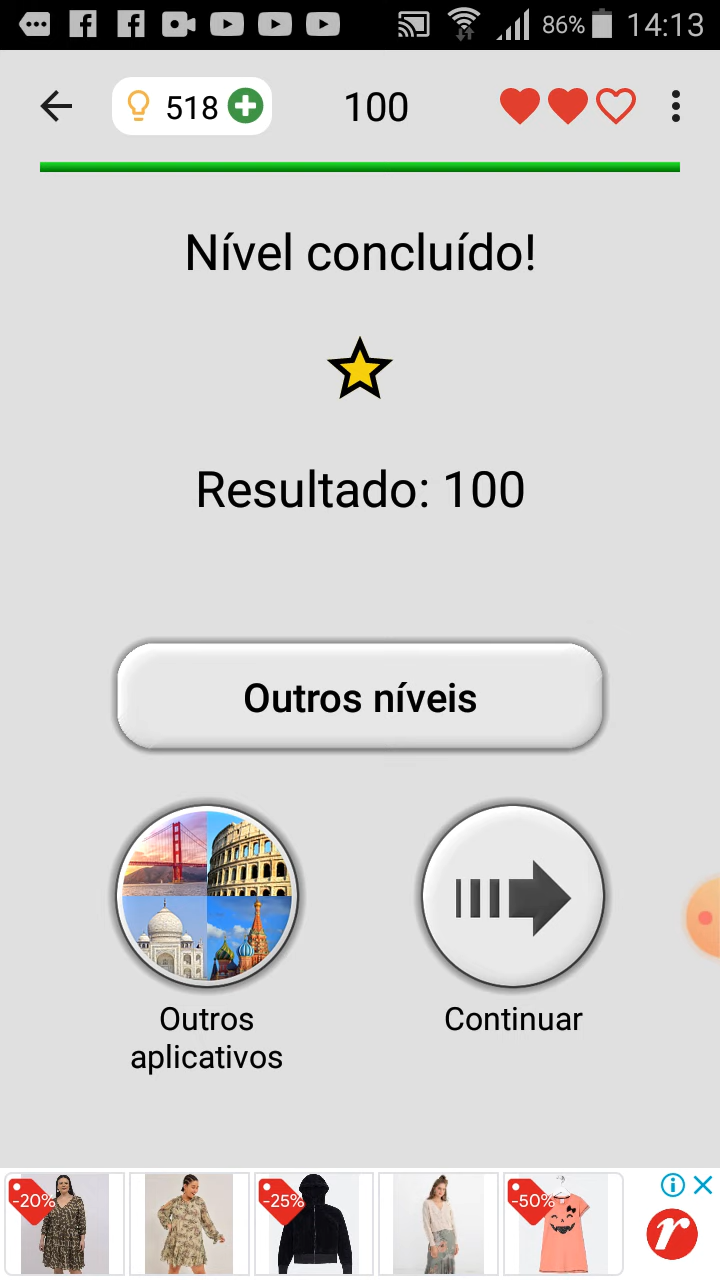 86% 14:13
518 100
Nível concluído!
Resultado: 100
Outros níveis
Outros
aplicativos
Continuar
-20%
-25%
-50%
r